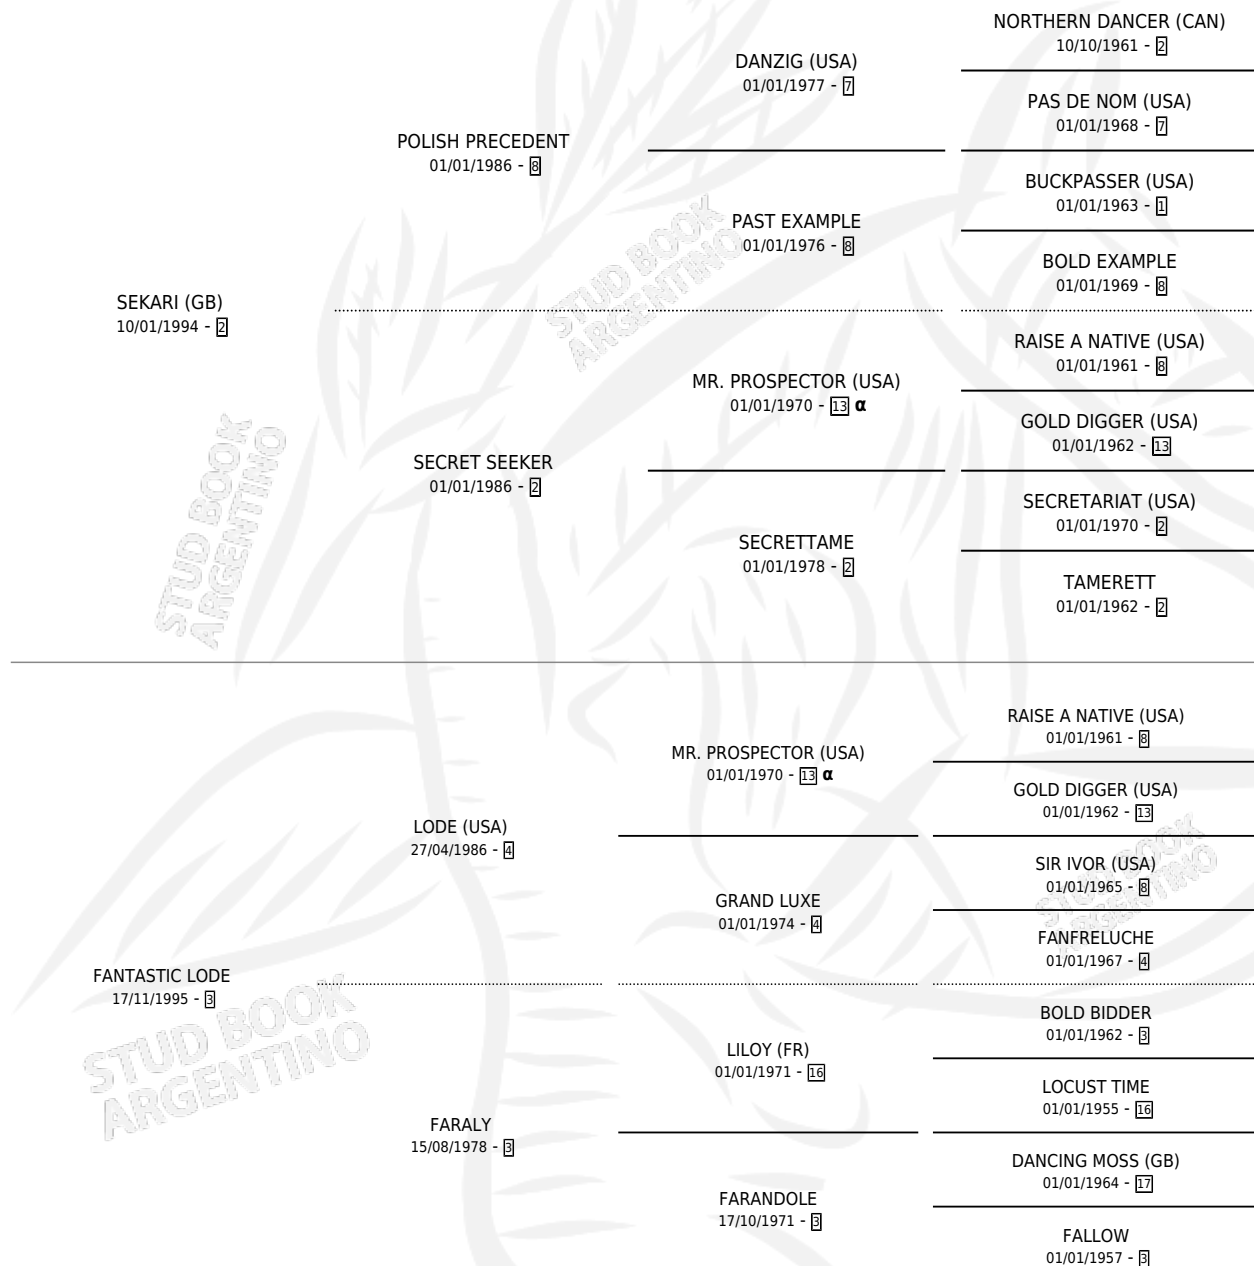 NORTHERN DANCER (CAN)
10/10/1961 - 2
DANZIG (USA)
01/01/1977 - 7
PAS DE NOM (USA)
01/01/1968 - 7
POLISH PRECEDENT
01/01/1986 - 8
BUCKPASSER (USA)
01/01/1963 - 1
PAST EXAMPLE
01/01/1976 - 8
BOLD EXAMPLE
01/01/1969 - 8
STUD BOOK
ARGENTINO
SEKARI (GB)
10/01/1994 - 2
RAISE A NATIVE (USA)
01/01/1961 - 8
MR. PROSPECTOR (USA)
01/01/1970 - 13 α
GOLD DIGGER (USA)
01/01/1962 - 13
SECRET SEEKER
01/01/1986 - 2
SECRETARIAT (USA)
01/01/1970 - 2
SECRETTAME
01/01/1978 - 2
TAMERETT
01/01/1962 - 2
STUD BOOK
ARGENTINO
RAISE A NATIVE (USA)
01/01/1961 - 8
MR. PROSPECTOR (USA)
01/01/1970 - 13 α
GOLD DIGGER (USA)
01/01/1962 - 13
LODE (USA)
27/04/1986 - 4
SIR IVOR (USA)
01/01/1965 - 8
GRAND LUXE
01/01/1974 - 4
FANFRELUCHE
01/01/1967 - 4
STUD BOOK
ARGENTINO
FANTASTIC LODE
17/11/1995 - 3
BOLD BIDDER
01/01/1962 - 3
LILOY (FR)
01/01/1971 - 16
LOCUST TIME
01/01/1955 - 16
FARALY
15/08/1978 - 3
DANCING MOSS (GB)
01/01/1964 - 17
FARANDOLE
17/10/1971 - 3
FALLOW
01/01/1957 - 3
STUD BOOK
ARGENTINO